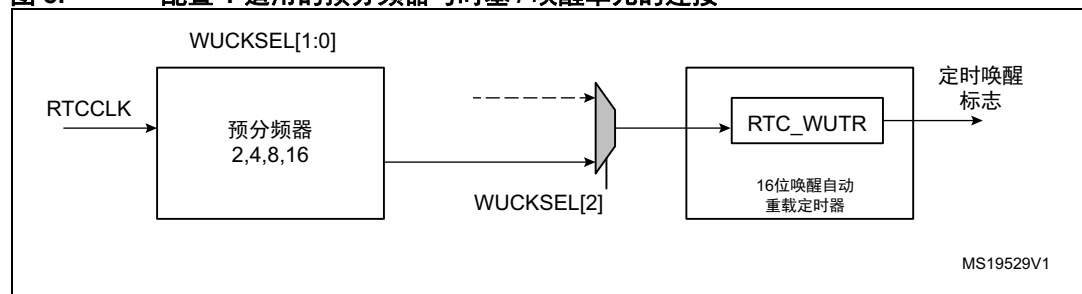 WUCKSEL[1:0]
RTCCLK
预分频器
2,4,8,16
WUCKSEL[2]
RTC_WUTR
16位唤醒自动
重载定时器
定时唤醒
标志
MS19529V1